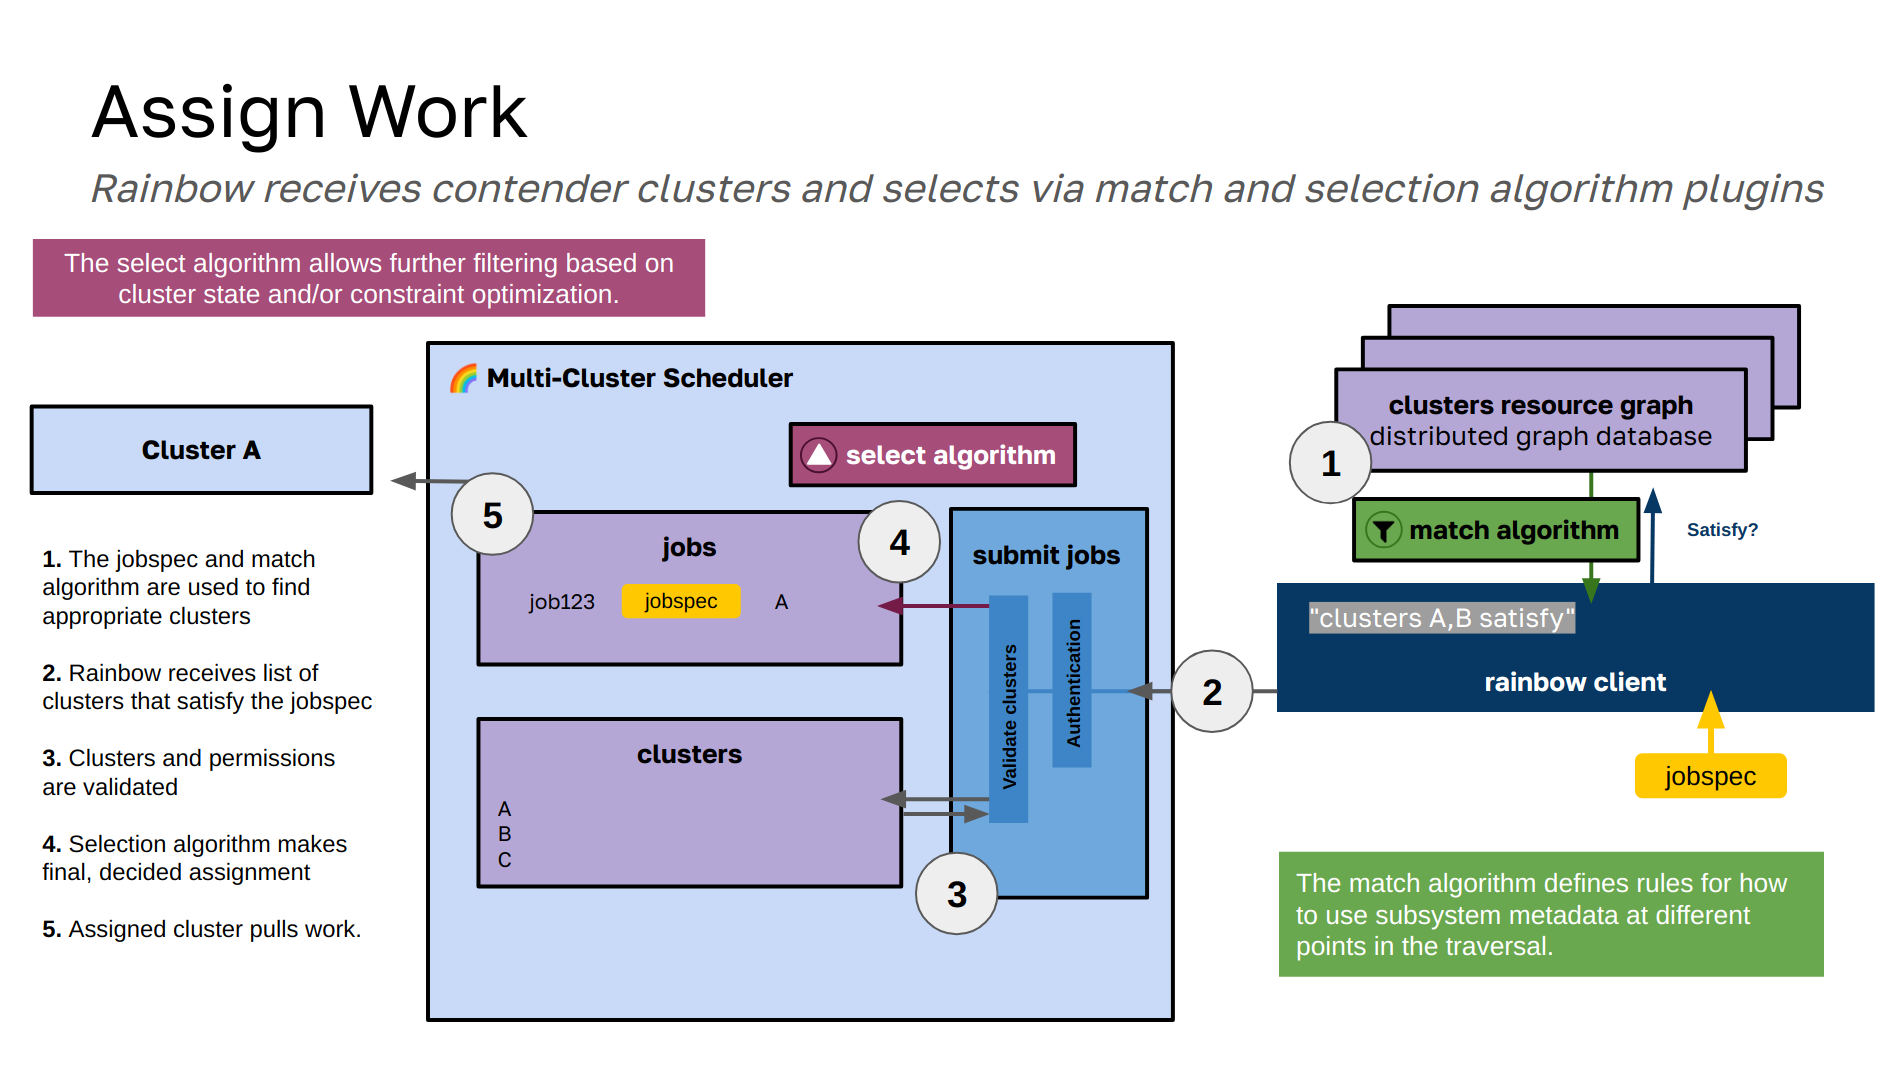 Assign Work
Rainbow receives contender clusters and selects via match and selection algorithm plugins
The select algorithm allows further filtering based on
cluster state and/or constraint optimization.
Cluster A
1. The jobspec and match
algorithm are used to find
appropriate clusters
2. Rainbow receives list of
clusters that satisfy the jobspec
3. Clusters and permissions
are validated
4. Selection algorithm makes
final, decided assignment
5. Assigned cluster pulls work.
Multi-Cluster Scheduler
select algorithm
5
jobs
job123 jobspec A
4
submit jobs
Validate clusters
Authentication
clusters
A
B
C
3
2
clusters resource graph
distributed graph database
1
match algorithm
Satisfy?
"clusters A,B satisfy"
rainbow client
jobspec
The match algorithm defines rules for how
to use subsystem metadata at different
points in the traversal.